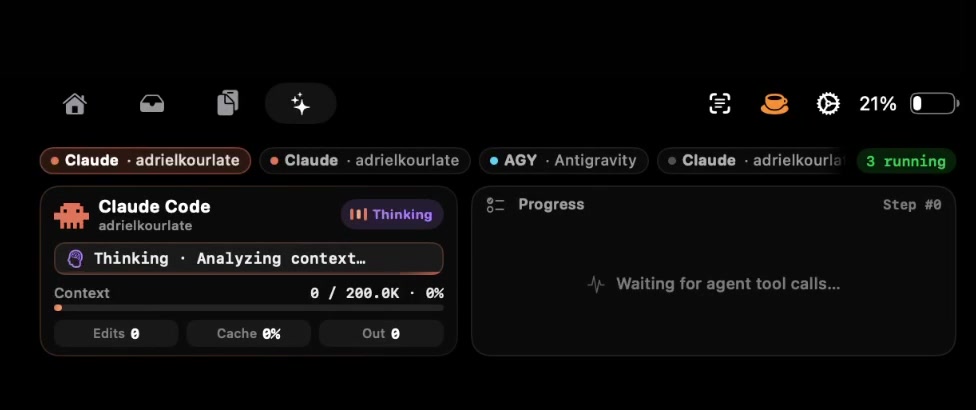 21%
Claude · adrielkourlate
Claude · adrielkourlate
AGY · Antigravity
Claude · adrielkourlat
3 running
Claude Code
adrielkourlate
Thinking
Thinking · Analyzing context…
Context 0 / 200.0K · 0%
Edits 0
Cache 0%
Out 0
Progress
Step #0
Waiting for agent tool calls...